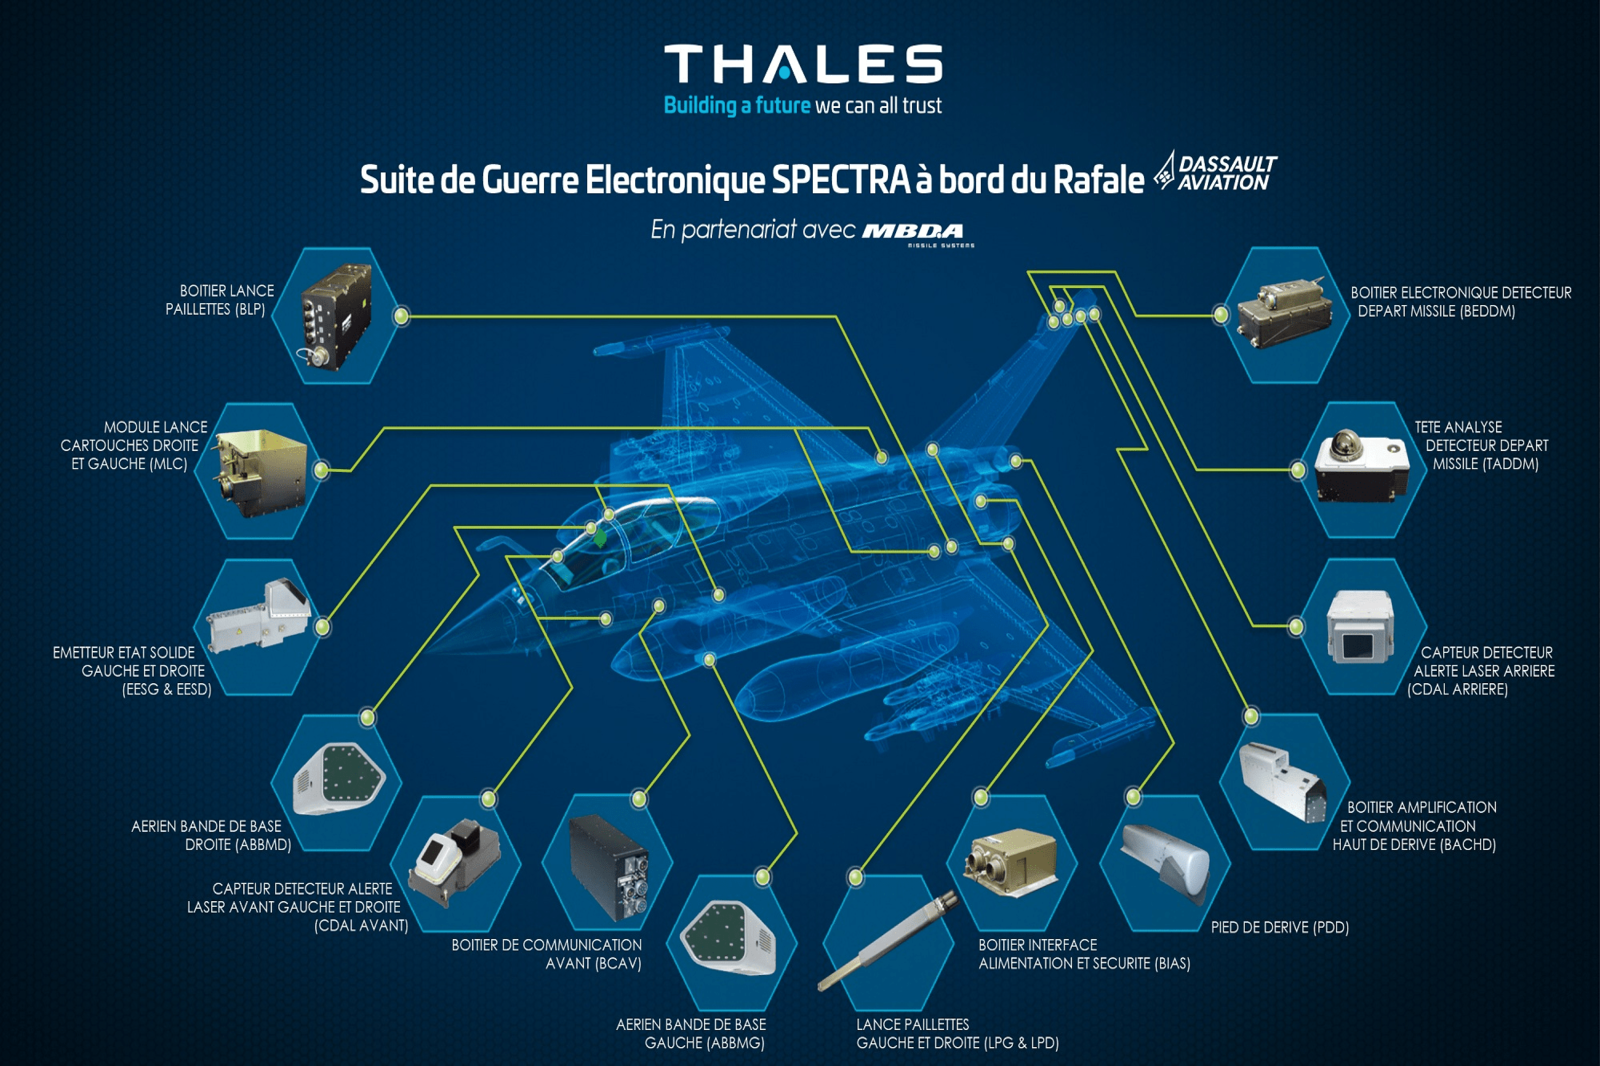 THALES
Building a future we can all trust
Suite de Guerre Electronique SPECTRA à bord du Rafale
DASSAULT
AVIATION
En partenariat avec MBDA
MISSILE SYSTEMS
BOITIER LANCE
PAILLETTES (BLP)
MODULE LANCE
CARTOUCHES DROITE
ET GAUCHE (MLC)
EMETTEUR ETAT SOLIDE
GAUCHE ET DROITE
(EESG & EESD)
AERIEN BANDE DE BASE
DROITE (ABBMD)
CAPTEUR DETECTEUR ALERTE
LASER AVANT GAUCHE ET DROITE
(CDAL AVANT)
BOITIER DE COMMUNICATION
AVANT (BCAV)
AERIEN BANDE DE BASE
GAUCHE (ABBMG)
LANCE PAILLETTES
GAUCHE ET DROITE (LPG & LPD)
BOITIER INTERFACE
ALIMENTATION ET SECURITE (BIAS)
PIED DE DERIVE (PDD)
BOITIER AMPLIFICATION
ET COMMUNICATION
HAUT DE DERIVE (BACHD)
CAPTEUR DETECTEUR
ALERTE LASER ARRIERE
(CDAL ARRIERE)
TETE ANALYSE
DETECTEUR DEPART
MISSILE (TADDM)
BOITIER ELECTRONIQUE DETECTEUR
DEPART MISSILE (BEDDM)